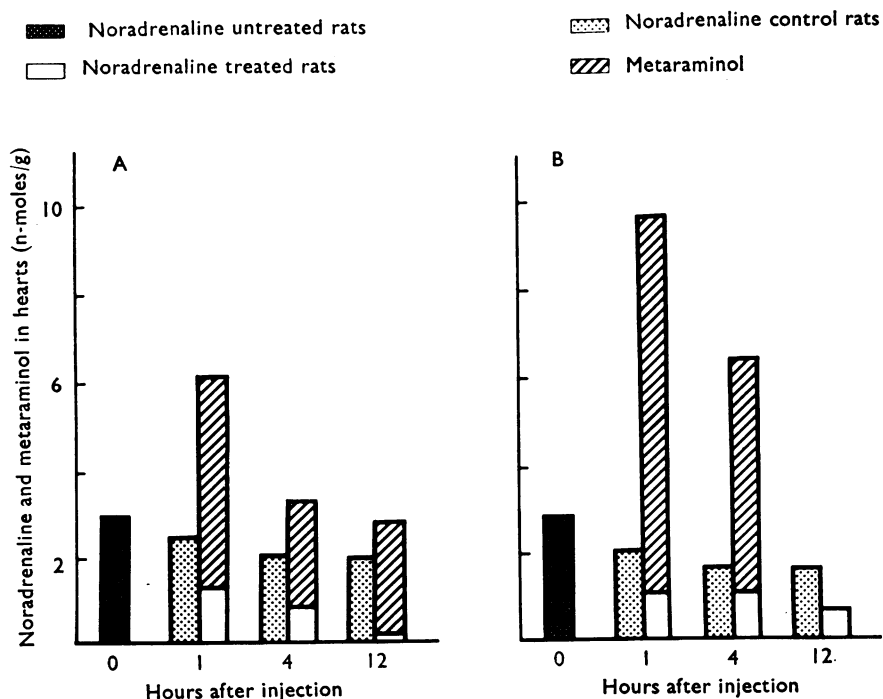 Noradrenaline untreated rats
Noradrenaline treated rats
Noradrenaline control rats
Metaraminol
Noradrenaline and metaraminol in hearts (n-moles/g)
A
10
6
2
0 1 4 12
Hours after injection
B
0 1 4 12.
Hours after injection